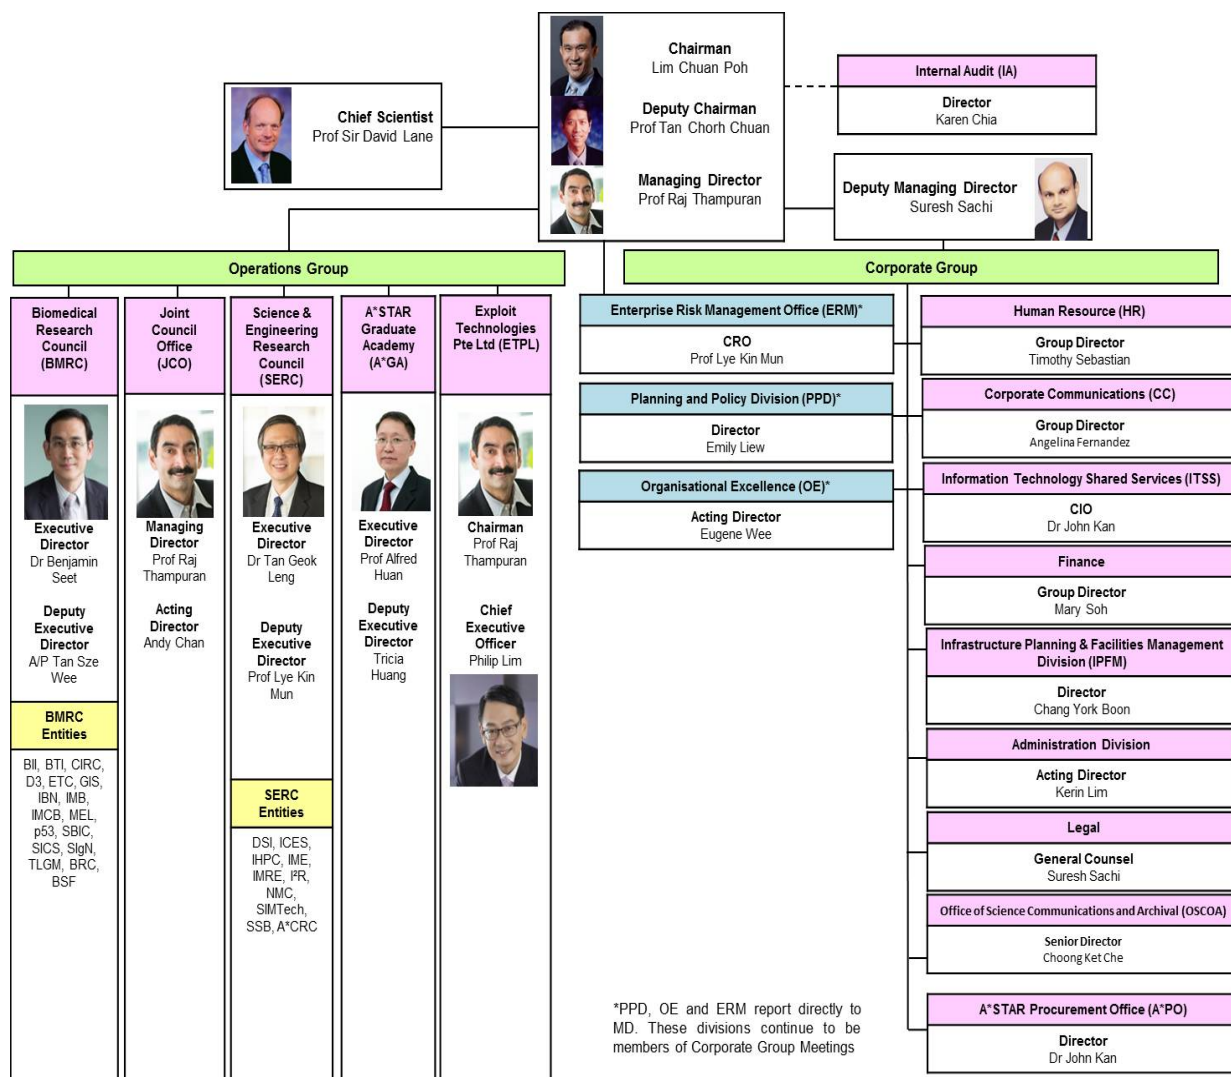 Chairman
Lim Chuan Poh
Deputy Chairman
Prof Tan Chorh Chuan
Managing Director
Prof Raj Thampuran
Chief Scientist
Prof Sir David Lane
Internal Audit (IA)
Director
Karen Chia
Deputy Managing Director
Suresh Sachi
Operations Group
Biomedical
Research
Council
(BMRC)
Executive
Director
Dr Benjamin
Seet
Deputy
Executive
Director
A/P Tan Sze
Wee
BMRC
Entities
BII, BTI, CIRC,
D3, ETC, GIS,
IBN, IMB,
IMCB, MEL,
p53, SBIC,
SICS, SIgN,
TLGM, BRC,
BSF
Joint
Council
Office
(JCO)
Managing
Director
Prof Raj
Thampuran
Acting
Director
Andy Chan
Science &
Engineering
Research
Council
(SERC)
Executive
Director
Dr Tan Geok
Leng
Deputy
Executive
Director
Prof Lye Kin
Mun
SERC
Entities
DSI, ICES,
IHPC, IME,
IMRE, I²R,
NMC,
SIMTech,
SSB, A*CRC
A*STAR
Graduate
Academy
(A*GA)
Executive
Director
Prof Alfred
Huan
Deputy
Executive
Director
Tricia
Huang
Exploit
Technologies
Pte Ltd (ETPL)
Chairman
Prof Raj
Thampuran
Chief
Executive
Officer
Philip Lim
Corporate Group
Enterprise Risk Management Office (ERM)*
CRO
Prof Lye Kin Mun
Planning and Policy Division (PPD)*
Director
Emily Liew
Organisational Excellence (OE)*
Acting Director
Eugene Wee
Human Resource (HR)
Group Director
Timothy Sebastian
Corporate Communications (CC)
Group Director
Angelina Fernandez
Information Technology Shared Services (ITSS)
CIO
Dr John Kan
Finance
Group Director
Mary Soh
Infrastructure Planning & Facilities Management
Division (IPFM)
Director
Chang York Boon
Administration Division
Acting Director
Kerin Lim
Legal
General Counsel
Suresh Sachi
Office of Science Communications and Archival (OSCOA)
Senior Director
Choong Ket Che
A*STAR Procurement Office (A*PO)
Director
Dr John Kan
*PPD, OE and ERM report directly to
MD. These divisions continue to be
members of Corporate Group Meetings